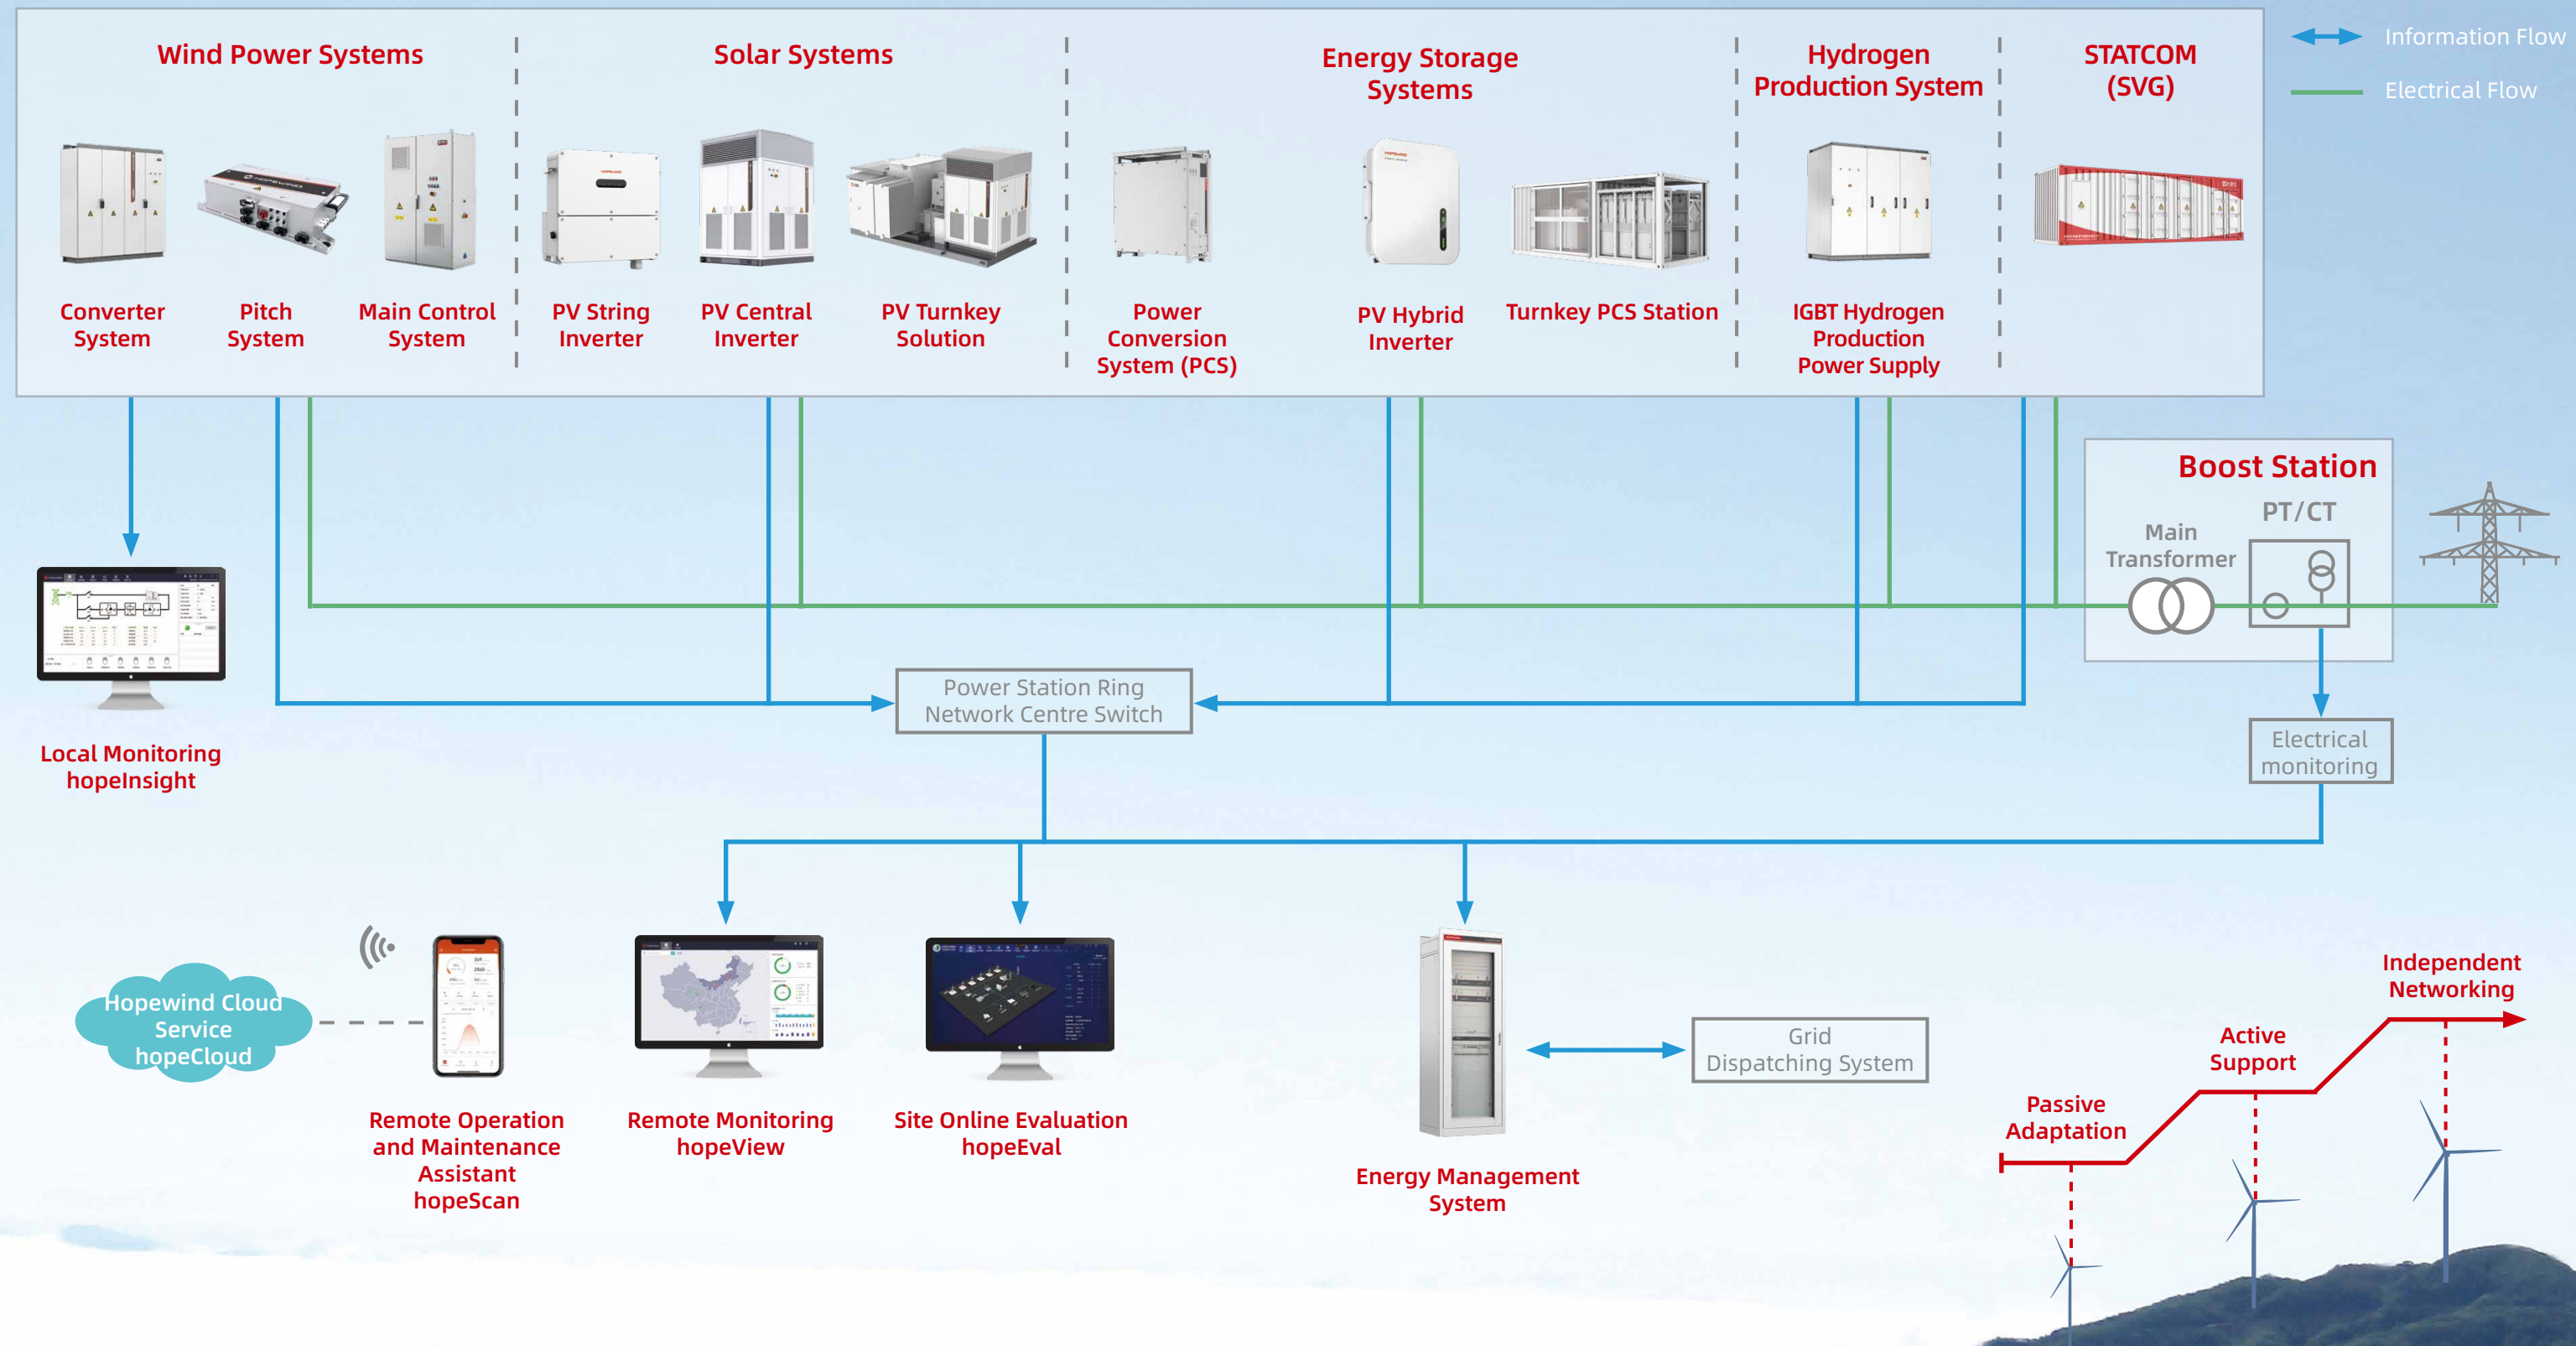 Wind Power Systems
Solar Systems
Energy Storage
Systems
Hydrogen
Production System
STATCOM
(SVG)
Information Flow
Electrical Flow
HOPEWIND
HOPEWIND
HOPEWIND
Converter
System
Pitch
System
Main Control
System
PV String
Inverter
PV Central
Inverter
PV Turnkey
Solution
Power
Conversion
System (PCS)
PV Hybrid
Inverter
Turnkey PCS Station
IGBT Hydrogen
Production
Power Supply
Boost Station
PT/CT
Main
Transformer
Power Station Ring
Network Centre Switch
Electrical
monitoring
Local Monitoring
hopeInsight
Hopewind Cloud
Service
hopeCloud
Remote Operation
and Maintenance
Assistant
hopeScan
Remote Monitoring
hopeView
Site Online Evaluation
hopeEval
Energy Management
System
Grid
Dispatching System
Passive
Adaptation
Active
Support
Independent
Networking